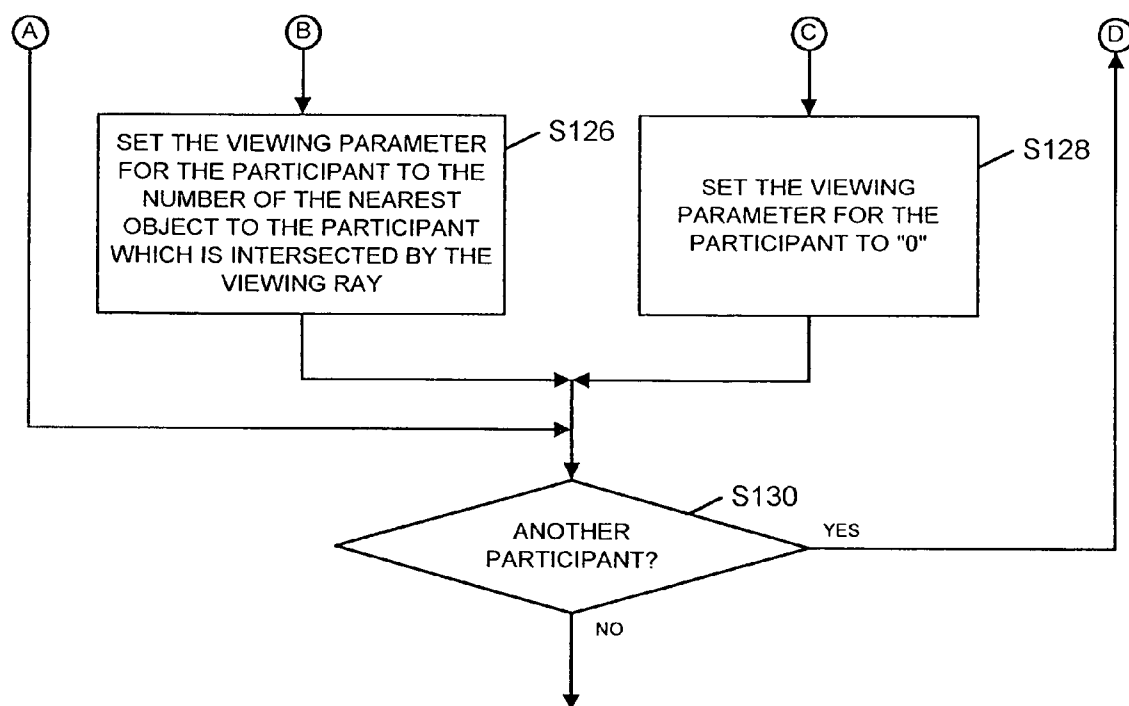 A
B
C
D
SET THE VIEWING PARAMETER
FOR THE PARTICIPANT TO THE
NUMBER OF THE NEAREST
OBJECT TO THE PARTICIPANT
WHICH IS INTERSECTED BY THE
VIEWING RAY
S126
SET THE VIEWING
PARAMETER FOR THE
PARTICIPANT TO "0"
S128
ANOTHER
PARTICIPANT?
S130
YES
NO